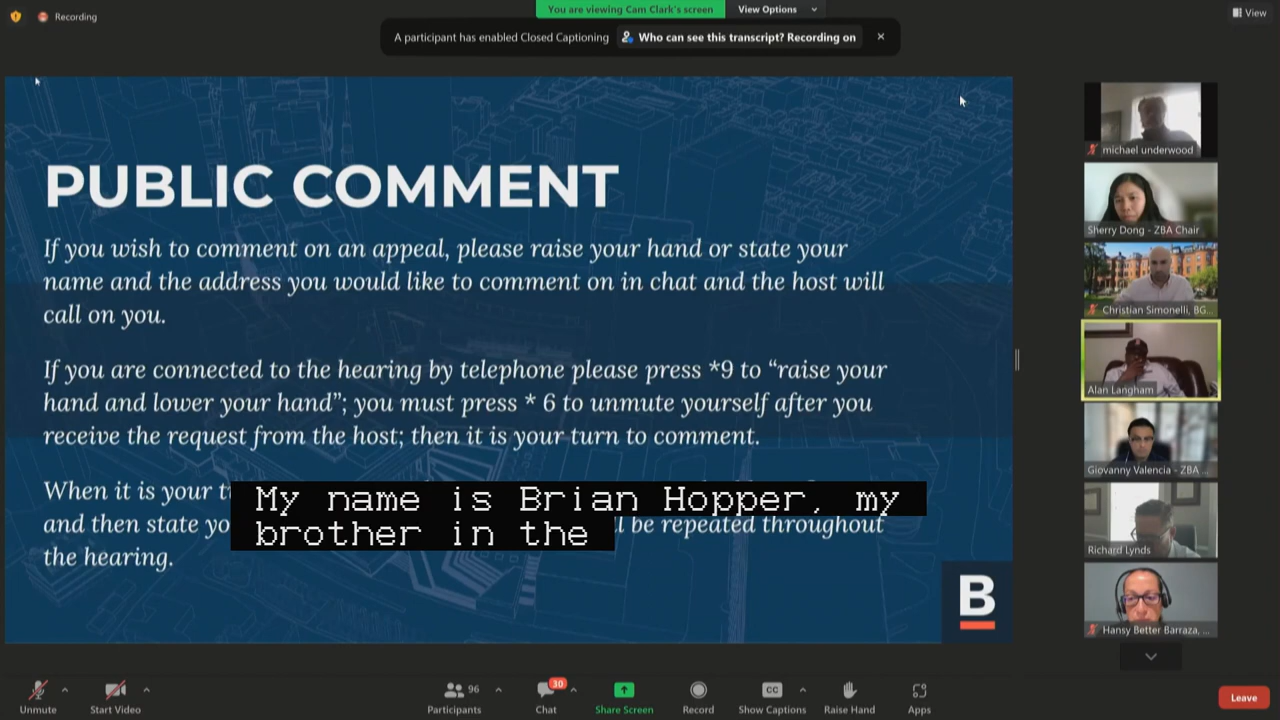 Recording
You are viewing Cam Clark's screen
View Options
View
A participant has enabled Closed Captioning
Who can see this transcript? Recording on
PUBLIC COMMENT
If you wish to comment on an appeal, please raise your hand or state your
name and the address you would like to comment on in chat and the host will
call on you.
If you are connected to the hearing by telephone please press *9 to “raise your
hand and lower your hand”; you must press * 6 to unmute yourself after you
receive the request from the host; then it is your turn to comment.
When it is your
and then state be repeated throughout
the hearing.
My name is Brian Hopper, my
brother in the
B
michael underwood
Sherry Dong - ZBA Chair
Christian Simonelli, BG...
Alan Langham
Giovanny Valencia - ZBA ...
Richard Lynds
Hansy Better Barraza, ...
Unmute
Start Video
96
Participants
30
Chat
Share Screen
Record
CC
Show Captions
Raise Hand
Apps
Leave